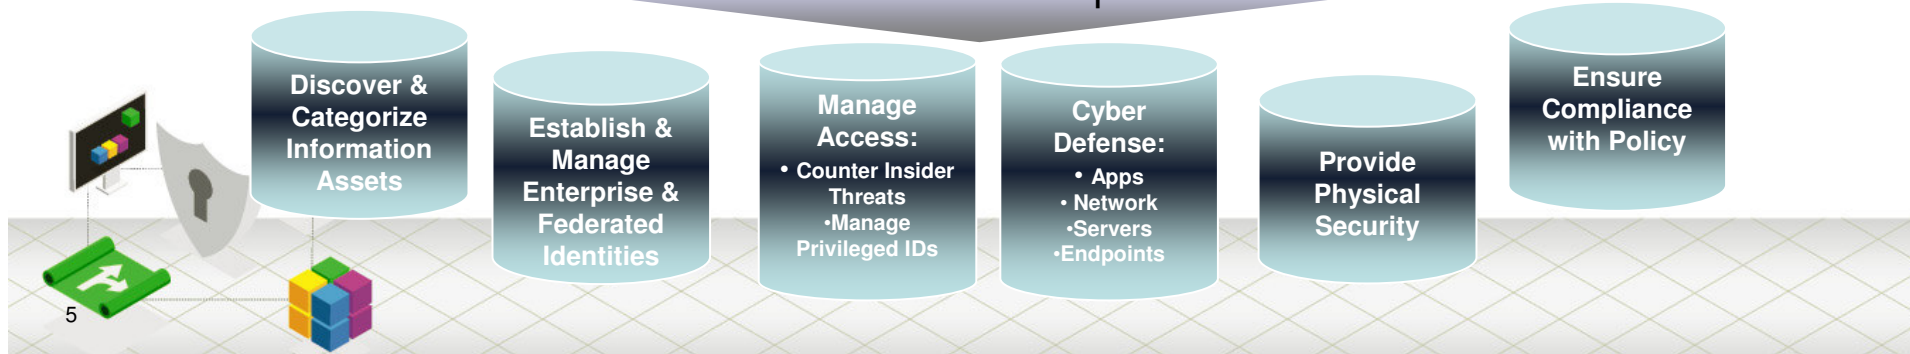 Discover &
Categorize
Information
Assets
Establish &
Manage
Enterprise &
Federated
Identities
Manage
Access:
• Counter Insider
Threats
•Manage
Privileged IDs
Cyber
Defense:
• Apps
• Network
•Servers
•Endpoints
Provide
Physical
Security
Ensure
Compliance
with Policy
5